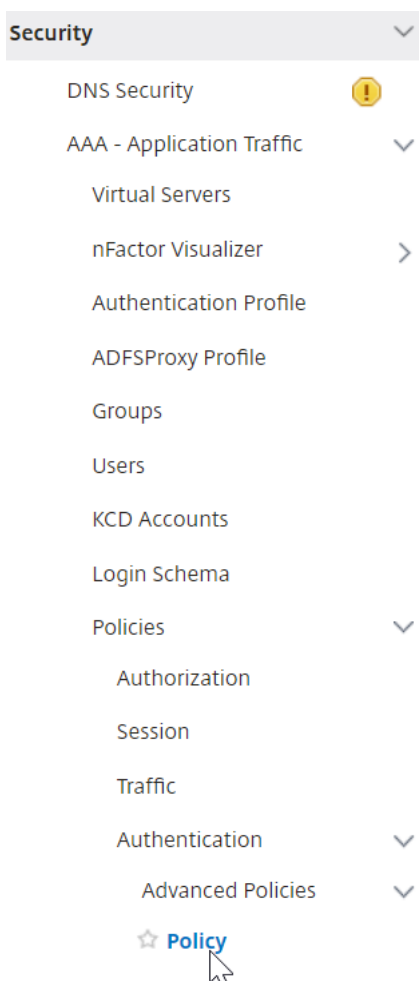 Security
DNS Security
AAA - Application Traffic
Virtual Servers
nFactor Visualizer
Authentication Profile
ADFSProxy Profile
Groups
Users
KCD Accounts
Login Schema
Policies
Authorization
Session
Traffic
Authentication
Advanced Policies
Policy